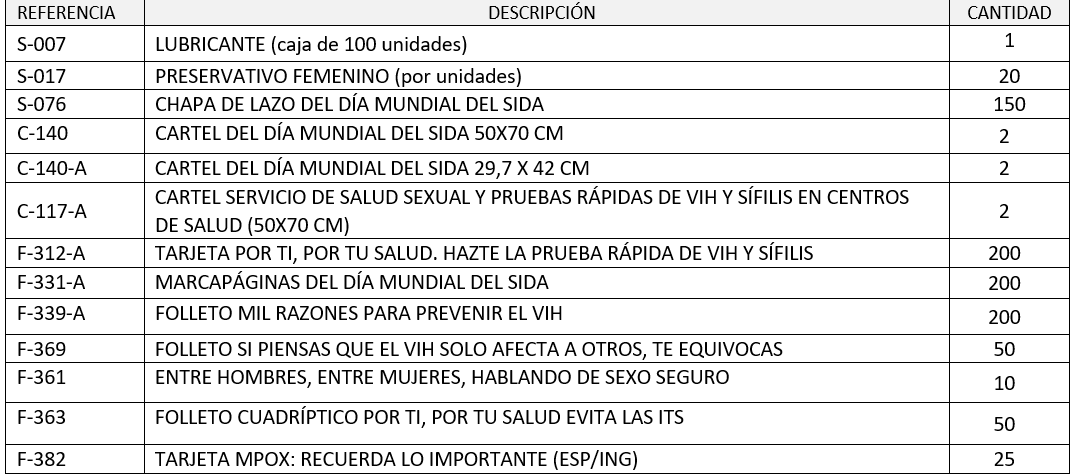 REFERENCIA DESCRIPCIÓN CANTIDAD
S-007 LUBRICANTE (caja de 100 unidades) 1
S-017 PRESERVATIVO FEMENINO (por unidades) 20
S-076 CHAPA DE LAZO DEL DÍA MUNDIAL DEL SIDA 150
C-140 CARTEL DEL DÍA MUNDIAL DEL SIDA 50X70 CM 2
C-140-A CARTEL DEL DÍA MUNDIAL DEL SIDA 29,7 X 42 CM 2
C-117-A CARTEL SERVICIO DE SALUD SEXUAL Y PRUEBAS RÁPIDAS DE VIH Y SÍFILIS EN CENTROS
DE SALUD (50X70 CM) 2
F-312-A TARJETA POR TI, POR TU SALUD. HAZTE LA PRUEBA RÁPIDA DE VIH Y SÍFILIS 200
F-331-A MARCAPÁGINAS DEL DÍA MUNDIAL DEL SIDA 200
F-339-A FOLLETO MIL RAZONES PARA PREVENIR EL VIH 200
F-369 FOLLETO SI PIENSAS QUE EL VIH SOLO AFECTA A OTROS, TE EQUIVOCAS 50
F-361 ENTRE HOMBRES, ENTRE MUJERES, HABLANDO DE SEXO SEGURO 10
F-363 FOLLETO CUADRÍPTICO POR TI, POR TU SALUD EVITA LAS ITS 50
F-382 TARJETA MPOX: RECUERDA LO IMPORTANTE (ESP/ING) 25